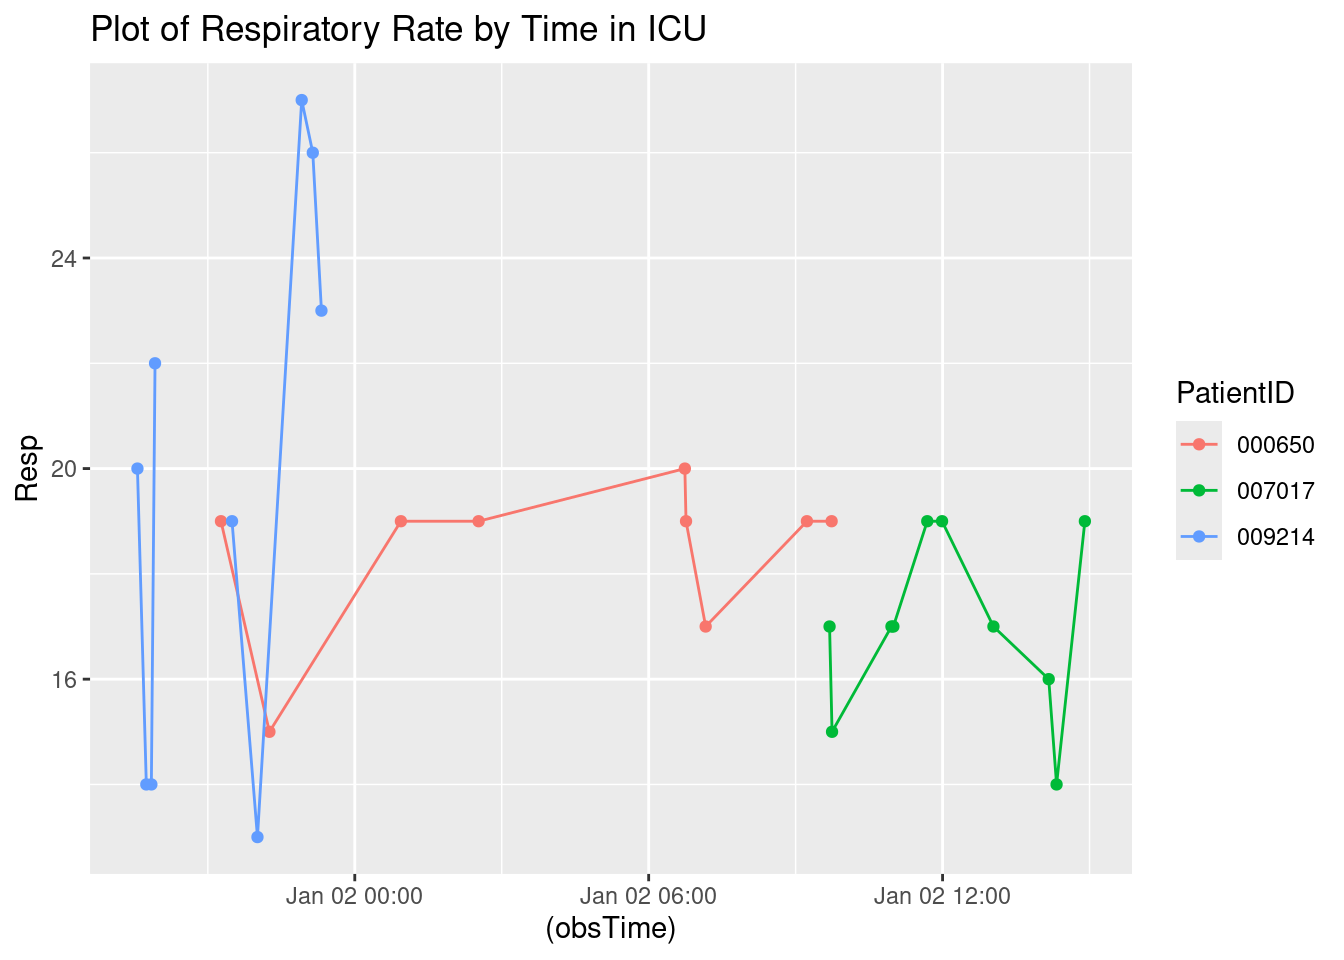 Plot of Respiratory Rate by Time in ICU
24
20
16
Resp
Jan 02 00:00
Jan 02 06:00
Jan 02 12:00
(obsTime)
PatientID
000650
007017
009214